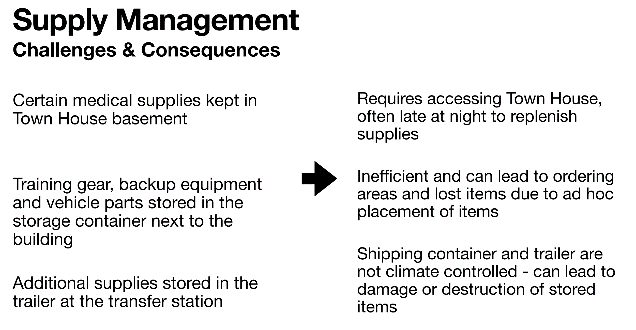 Supply Management
Challenges & Consequences
Certain medical supplies kept in
Town House basement
Training gear, backup equipment
and vehicle parts stored in the
storage container next to the
building
Additional supplies stored in the
trailer at the transfer station
Requires accessing Town House,
often late at night to replenish
supplies
Inefficient and can lead to ordering
areas and lost items due to ad hoc
placement of items
Shipping container and trailer are
not climate controlled - can lead to
damage or destruction of stored
items